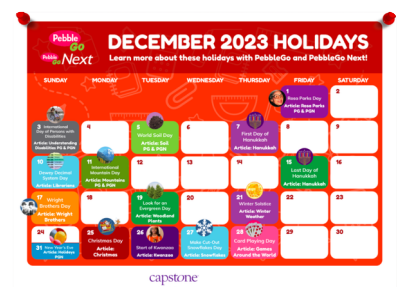 Pebble Go
Pebble Go Next
DECEMBER 2023 HOLIDAYS
Learn more about these holidays with PebbleGo and PebbleGo Next!
SUNDAY MONDAY TUESDAY WEDNESDAY THURSDAY FRIDAY SATURDAY
1
Rosa Parks Day
Article: Rosa Parks
PG & PGN
2
3
International
Day of Persons with
Disabilities
Article: Understanding
Disabilities PG & PGN
4
5
World Soil Day
Article: Soil
PG & PGN
6
7
First Day of
Hanukkah
Article: Hanukkah
8
9
10
Dewey Decimal
System Day
Article: Librarians
11
International
Mountain Day
Article: Mountains
PG & PGN
12
13
14
15
Last Day of
Hanukkah
Article: Hanukkah
16
17
Wright
Brothers Day
Article: Wright
Brothers
18
19
Look for an
Evergreen Day
Article: Woodland
Plants
20
21
Winter Solstice
Article: Winter
Weather
22
23
24
31 New Year's Eve
Article: Holidays
PGN
25
Christmas Day
Article:
Christmas
26
Start of Kwanzaa
Article: Kwanzaa
27
Make Cut Out
Snowflakes Day
Article: Snowflakes
28
Card Playing Day
Article: Games
Around the World
29
30
capstone